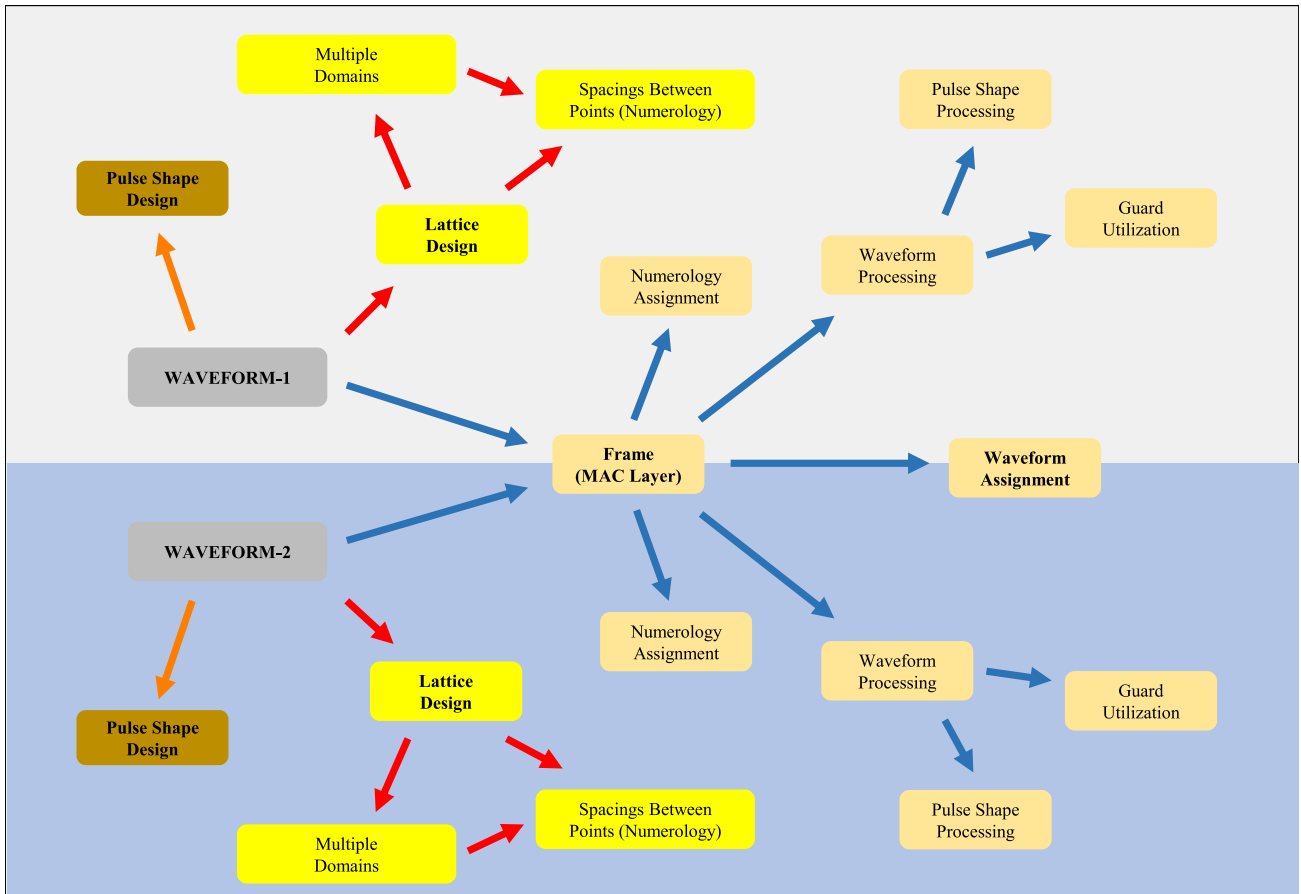 Multiple
Domains
Spacings Between
Points (Numerology)
Pulse Shape
Processing
Pulse Shape
Design
Lattice
Design
Guard
Utilization
Waveform
Processing
Numerology
Assignment
WAVEFORM-1
Frame
(MAC Layer)
Waveform
Assignment
WAVEFORM-2
Numerology
Assignment
Waveform
Processing
Lattice
Design
Guard
Utilization
Pulse Shape
Design
Spacings Between
Points (Numerology)
Pulse Shape
Processing
Multiple
Domains